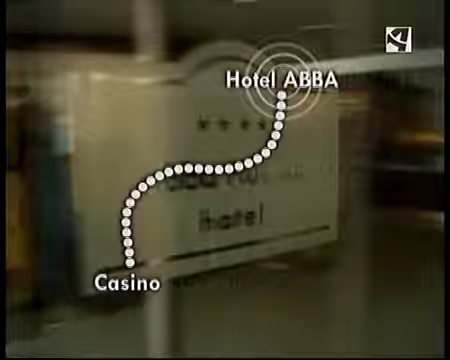 Hotel ABBA
★★★★
hotel
Casino